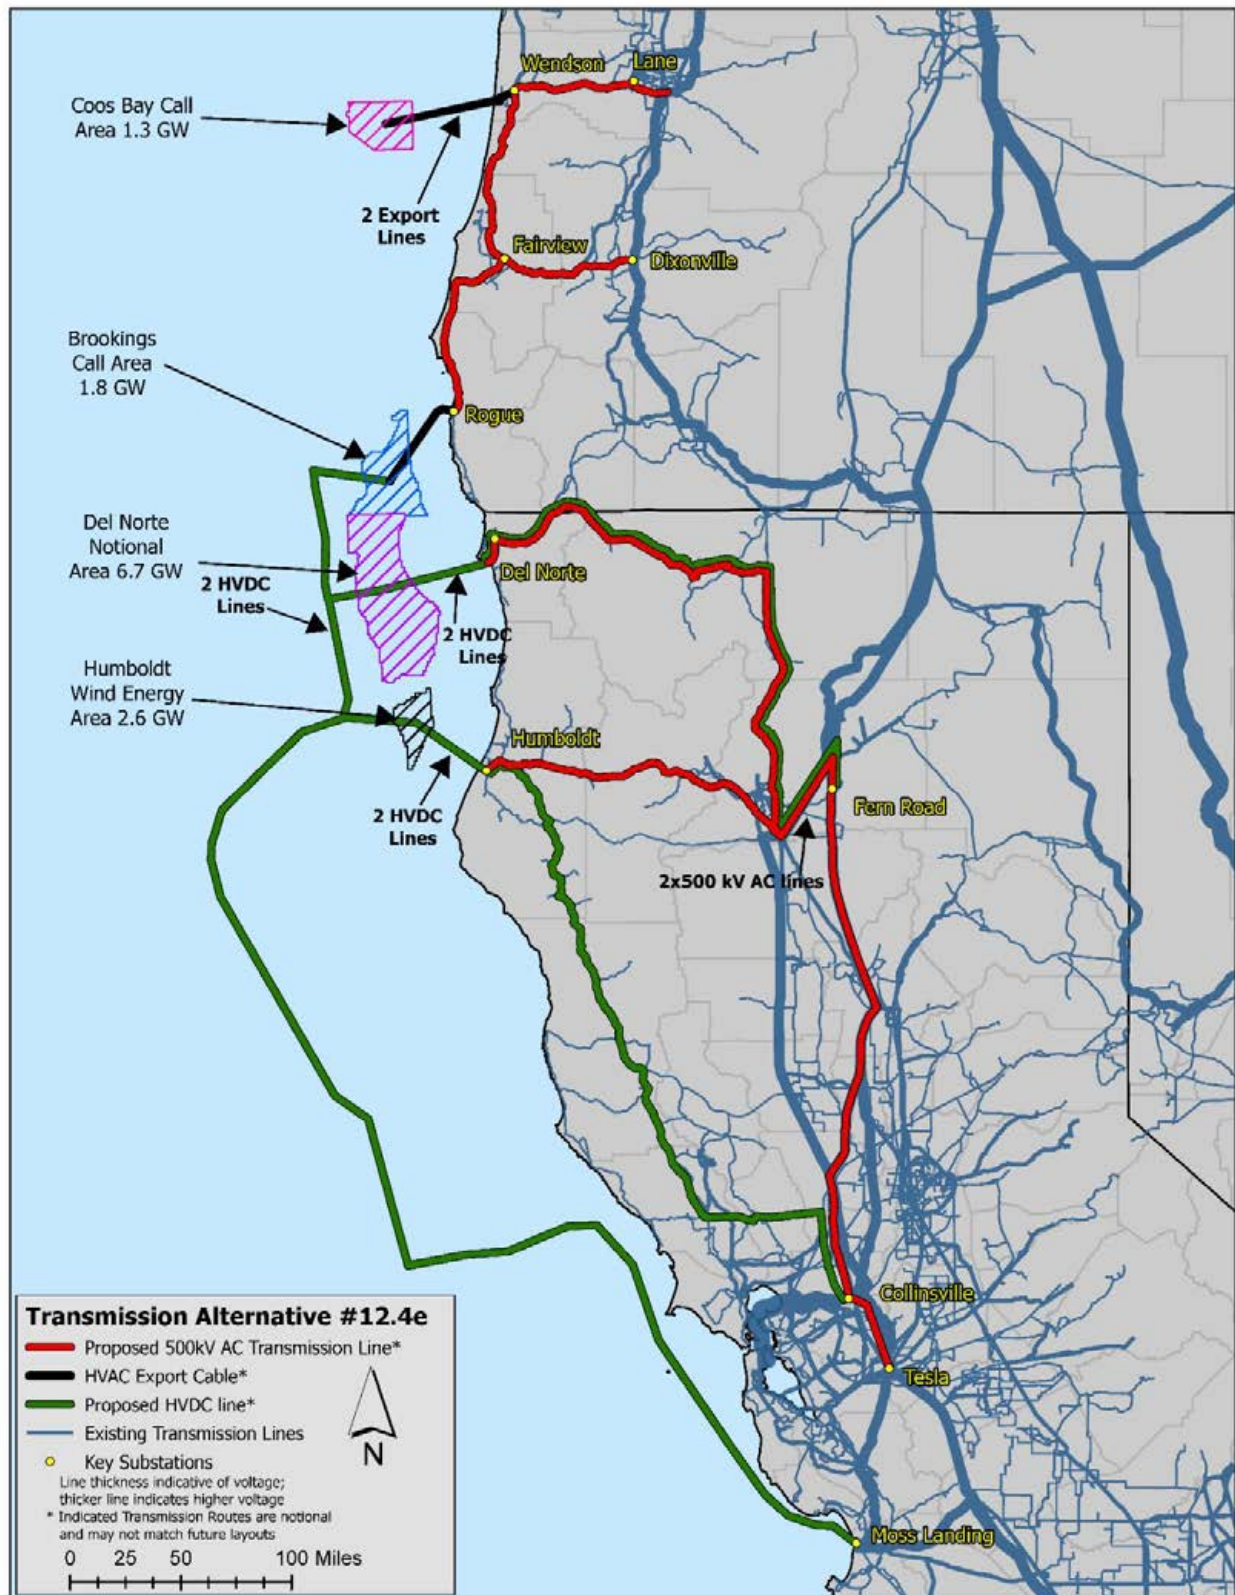 Wendson
Lane
Coos Bay Call
Area 1.3 GW
2 Export
Lines
Fairview
Dixonville
Brookings
Call Area
1.8 GW
Rogue
Del Norte
Notional
Area 6.7 GW
2 HVDC
Lines
Del Norte
2 HVDC
Lines
Humboldt
Wind Energy
Area 2.6 GW
Humboldt
2 HVDC
Lines
Fern Road
2x500 kV AC lines
Collinsville
Tesla
Moss Landing
Transmission Alternative #12.4e
Proposed 500kV AC Transmission Line*
HVAC Export Cable*
Proposed HVDC line*
Existing Transmission Lines
Key Substations
Line thickness indicative of voltage;
thicker line indicates higher voltage
* Indicated Transmission Routes are notional
and may not match future layouts
N
0 25 50 100 Miles